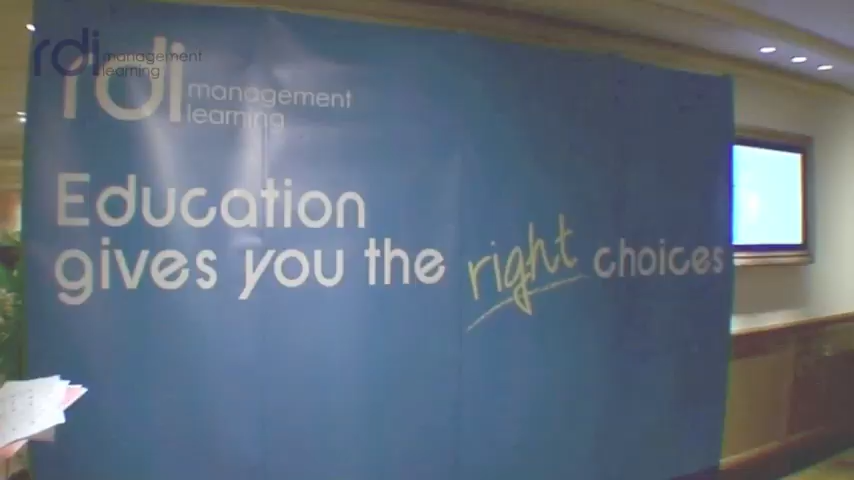 rdi management
learning
rdi management
learning
Education
gives you the right choices